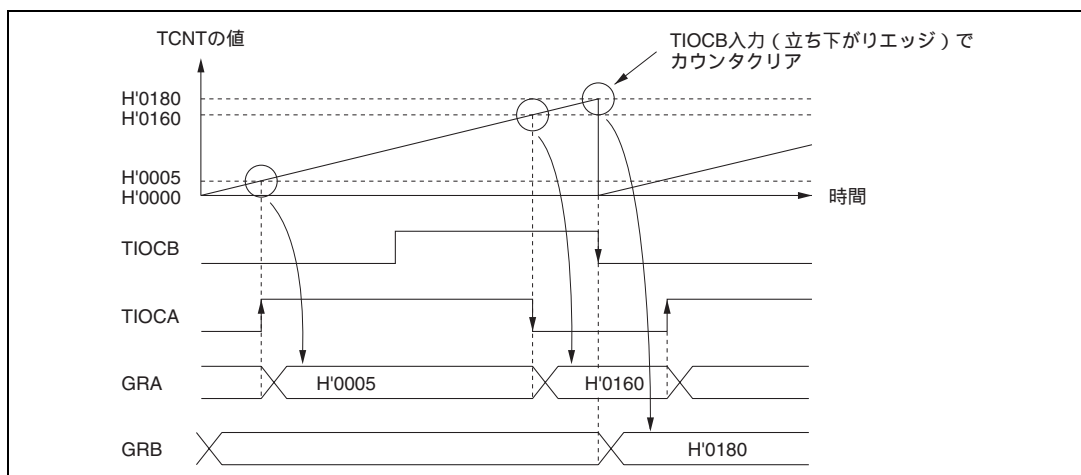 TCNTの値
TIOCB入力（立ち下がりエッジ）で
カウンタクリア
H'0180
H'0160
H'0005
H'0000
時間
TIOCB
TIOCA
GRA
H'0005
H'0160
GRB
H'0180